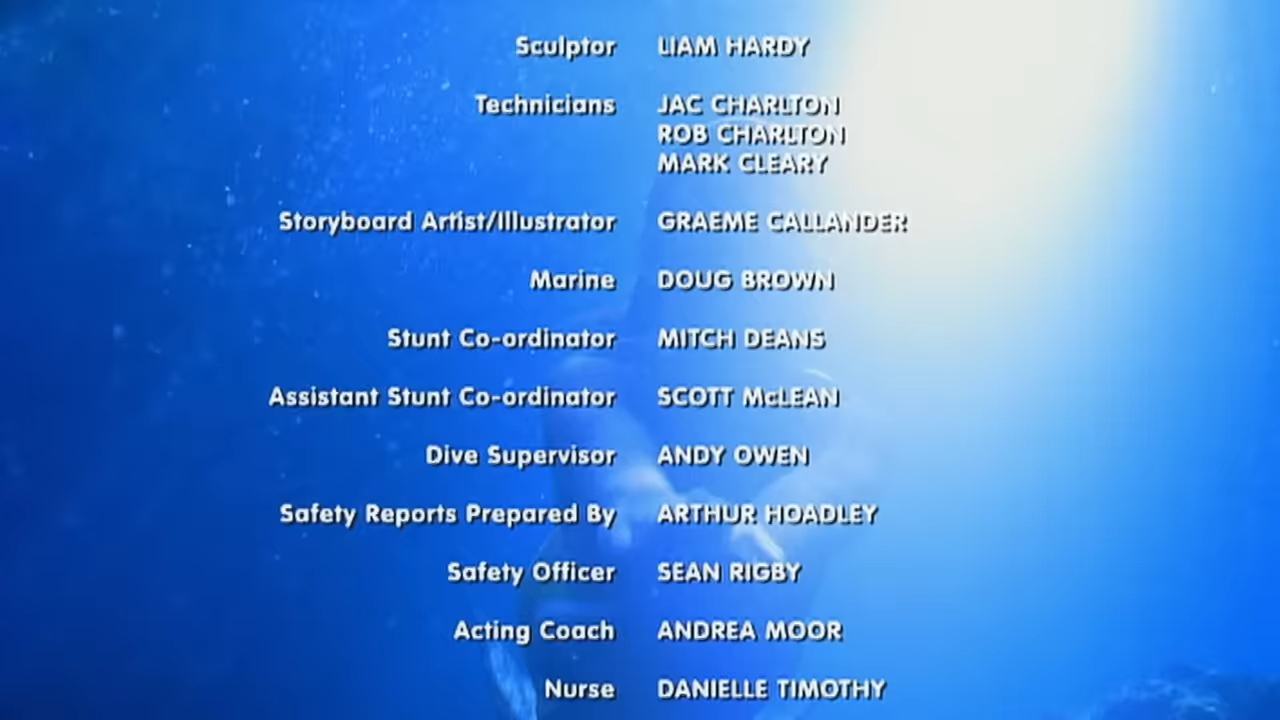 Sculptor LIAM HARDY
Technicians JAC CHARLTON
ROB CHARLTON
MARK CLEARY
Storyboard Artist/Illustrator GRAEME CALLANDER
Marine DOUG BROWN
Stunt Co-ordinator MITCH DEANS
Assistant Stunt Co-ordinator SCOTT McLEAN
Dive Supervisor ANDY OWEN
Safety Reports Prepared By ARTHUR HOADLEY
Safety Officer SEAN RIGBY
Acting Coach ANDREA MOOR
Nurse DANIELLE TIMOTHY